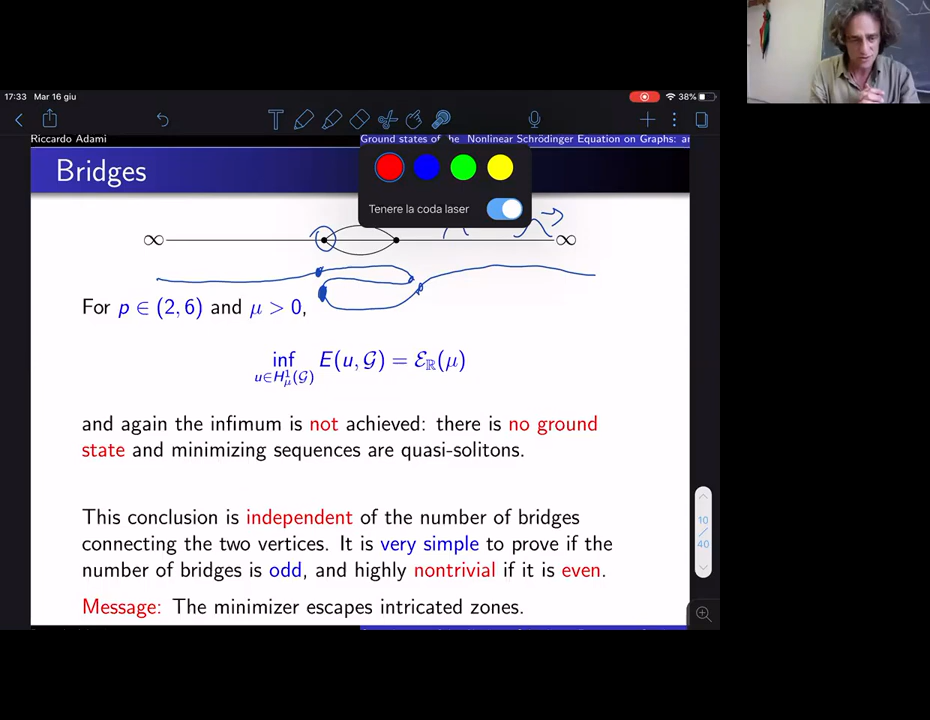 17:33 Mar 16 giu
38%
T
Riccardo Adami
Ground states of the Nonlinear Schrödinger Equation on Graphs: an
Bridges
Tenere la coda laser
∞ ∞
For p ∈ (2, 6) and μ > 0,
inf E(u, G) = ℰ_ℝ(μ)
u∈H¹_μ(G)
and again the infimum is not achieved: there is no ground
state and minimizing sequences are quasi-solitons.
This conclusion is independent of the number of bridges
connecting the two vertices. It is very simple to prove if the
number of bridges is odd, and highly nontrivial if it is even.
Message: The minimizer escapes intricated zones.
10
/
40